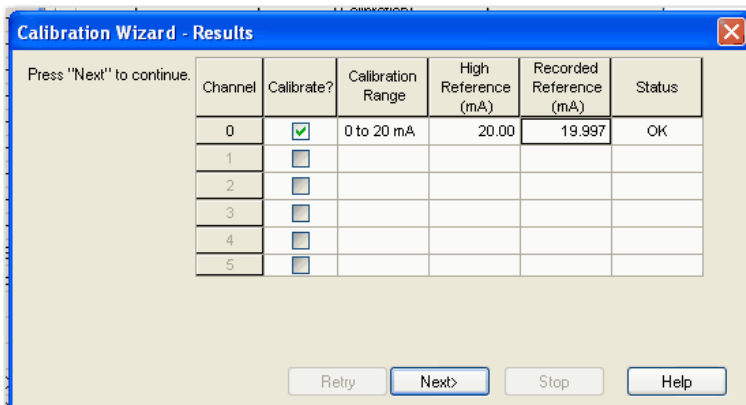 Calibration Wizard - Results
Press "Next" to continue.
Channel Calibrate? Calibration Range High Reference (mA) Recorded Reference (mA) Status
0 0 to 20 mA 20.00 19.997 OK
1
2
3
4
5
Retry Next> Stop Help